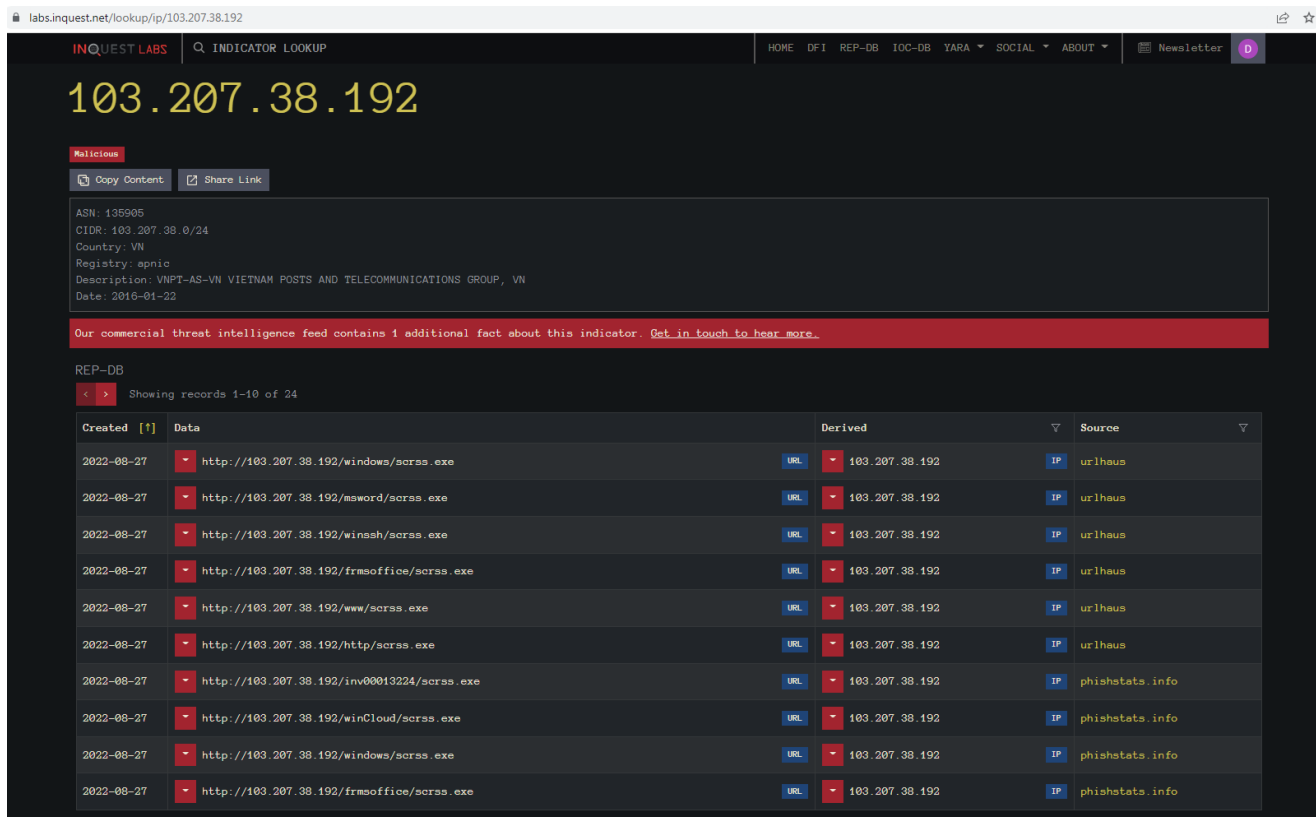 labs.inquest.net/lookup/ip/103.207.38.192
INQUEST LABS INDICATOR LOOKUP HOME DFI REP-DB IOC-DB YARA SOCIAL ABOUT Newsletter D
103.207.38.192
Malicious
Copy Content Share Link
ASN: 135905
CIDR: 103.207.38.0/24
Country: VN
Registry: apnic
Description: VNPT-AS-VN VIETNAM POSTS AND TELECOMMUNICATIONS GROUP, VN
Date: 2016-01-22
Our commercial threat intelligence feed contains 1 additional fact about this indicator. Get in touch to hear more.
REP-DB
< > Showing records 1-10 of 24
Created [↑] Data Derived Source
2022-08-27 http://103.207.38.192/windows/scrss.exe URL 103.207.38.192 IP urlhaus
2022-08-27 http://103.207.38.192/msword/scrss.exe URL 103.207.38.192 IP urlhaus
2022-08-27 http://103.207.38.192/winssh/scrss.exe URL 103.207.38.192 IP urlhaus
2022-08-27 http://103.207.38.192/frmsoffice/scrss.exe URL 103.207.38.192 IP urlhaus
2022-08-27 http://103.207.38.192/www/scrss.exe URL 103.207.38.192 IP urlhaus
2022-08-27 http://103.207.38.192/http/scrss.exe URL 103.207.38.192 IP urlhaus
2022-08-27 http://103.207.38.192/inv00013224/scrss.exe URL 103.207.38.192 IP phishstats.info
2022-08-27 http://103.207.38.192/winCloud/scrss.exe URL 103.207.38.192 IP phishstats.info
2022-08-27 http://103.207.38.192/windows/scrss.exe URL 103.207.38.192 IP phishstats.info
2022-08-27 http://103.207.38.192/frmsoffice/scrss.exe URL 103.207.38.192 IP phishstats.info